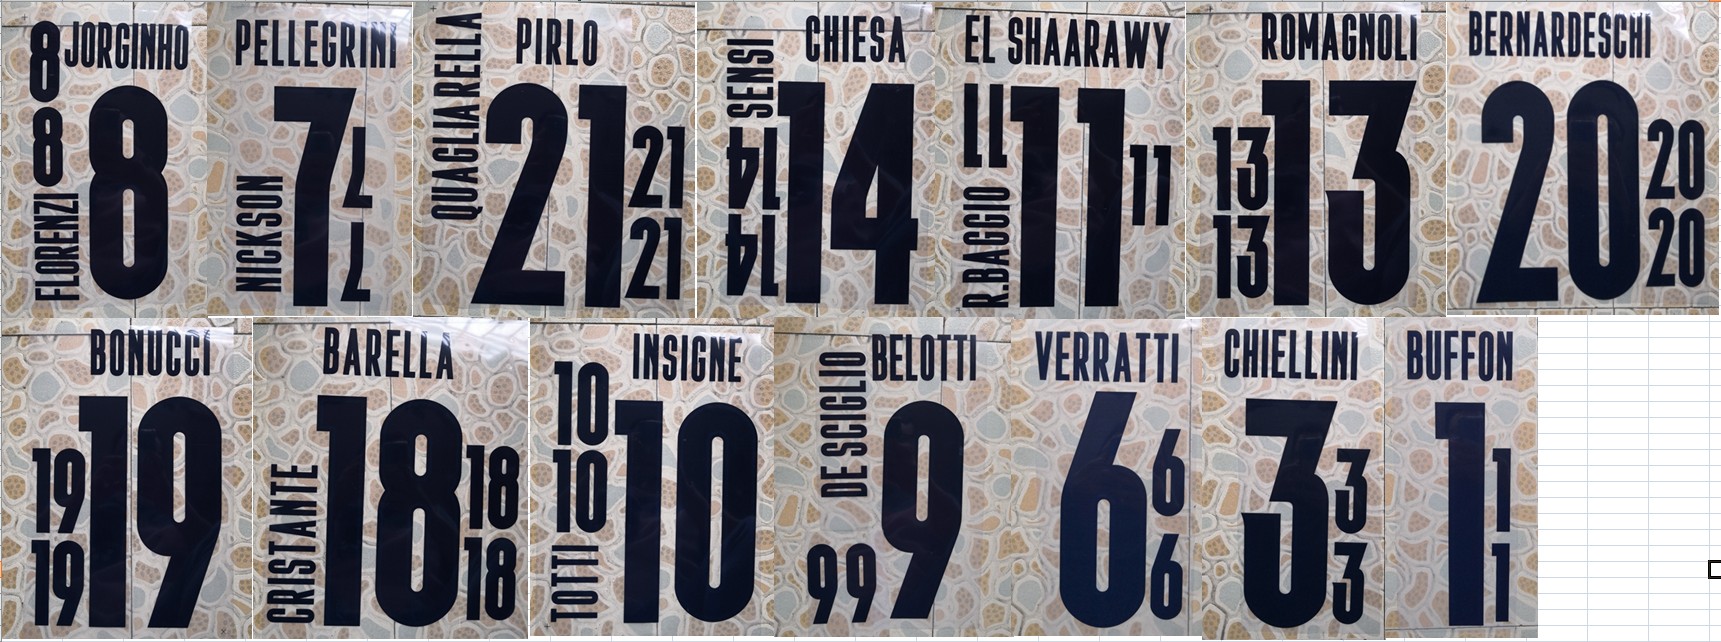 8
JORGINHO
8
8
FLORENZI
PELLEGRINI
7
7
7
NICKSON
QUAGLIARELLA
PIRLO
21
21
21
SENSI
CHIESA
14
14
14
EL SHAARAWY
11
11
11
R.BAGGIO
ROMAGNOLI
13
13
13
BERNARDESCHI
20
20
20
BONUCCI
19
19
19
BARELLA
18
18
18
CRISTANTE
10
INSIGNE
10
10
TOTTI
DE SCIGLIO
BELOTTI
9
99
VERRATTI
6
6
6
CHIELLINI
3
3
3
BUFFON
1
1
1